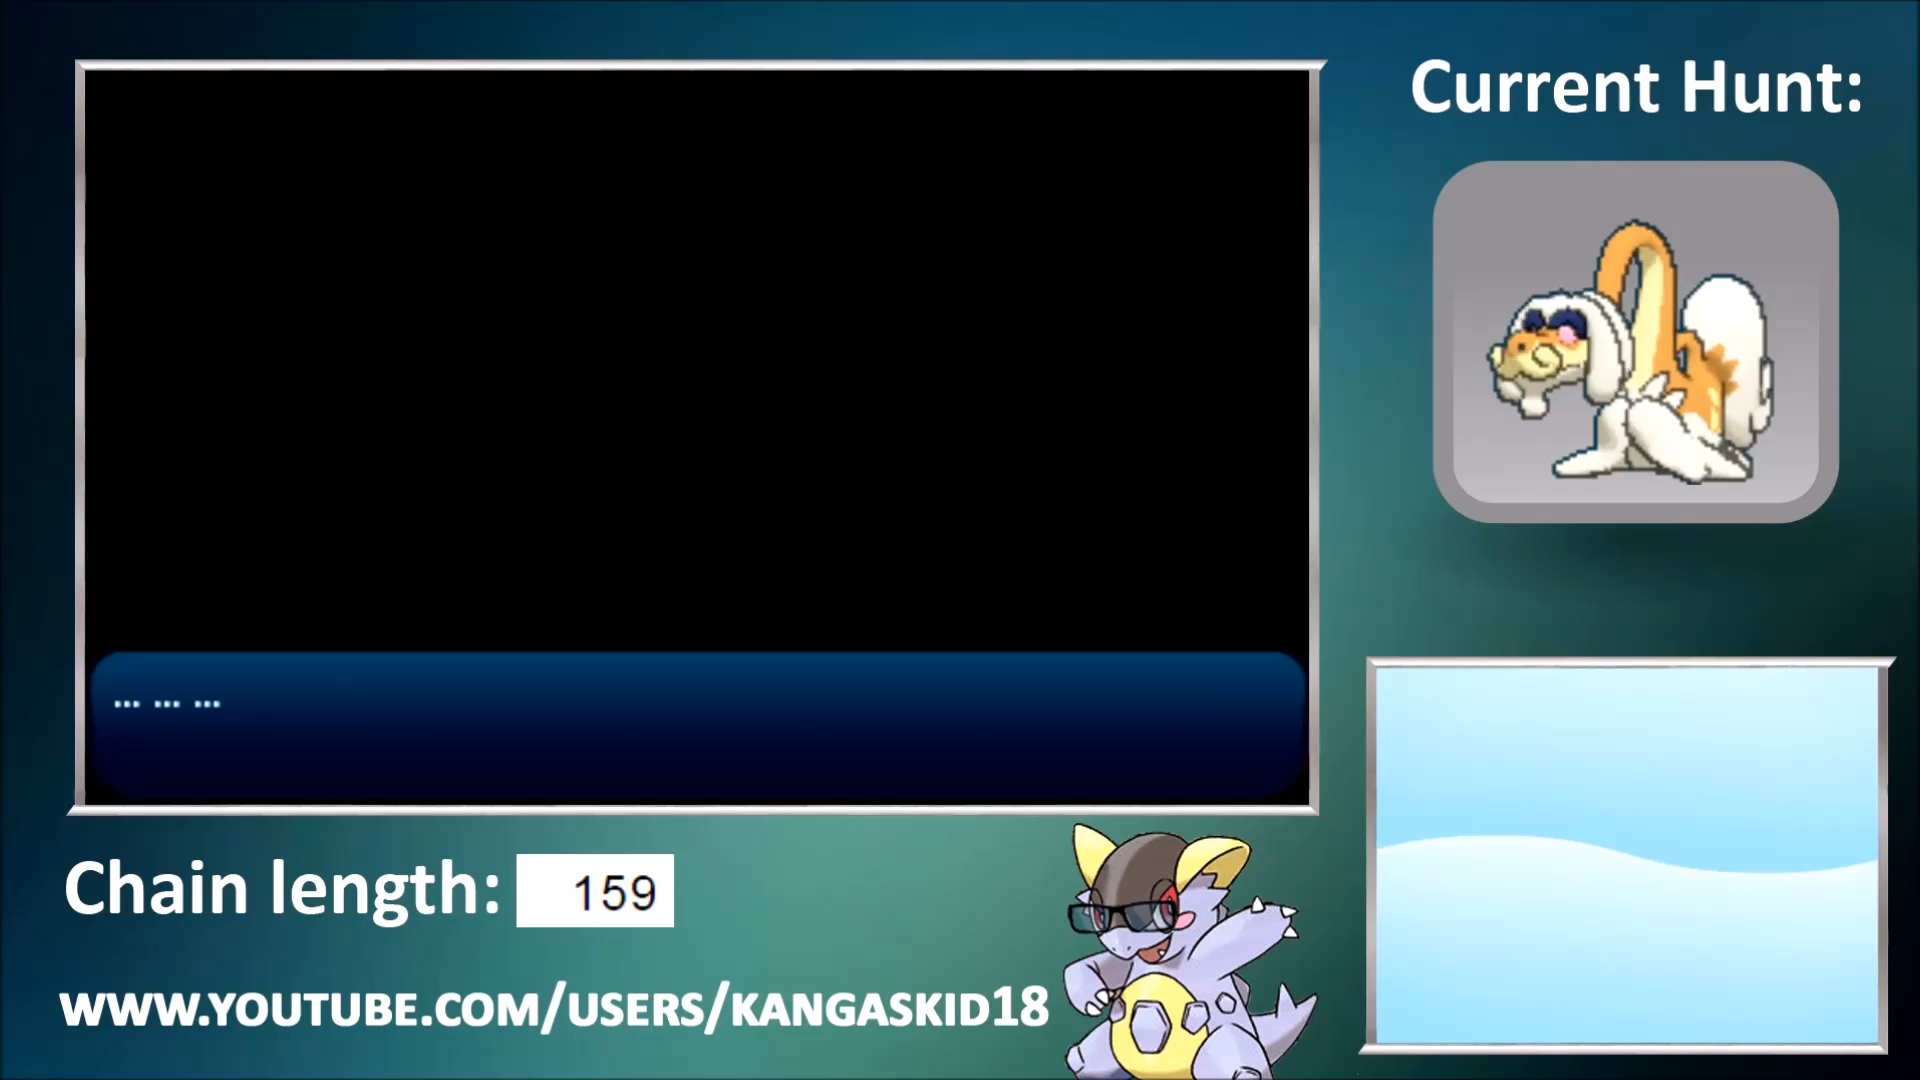 Current Hunt:
... ... ...
Chain length: 159
WWW.YOUTUBE.COM/USERS/KANGASKID18